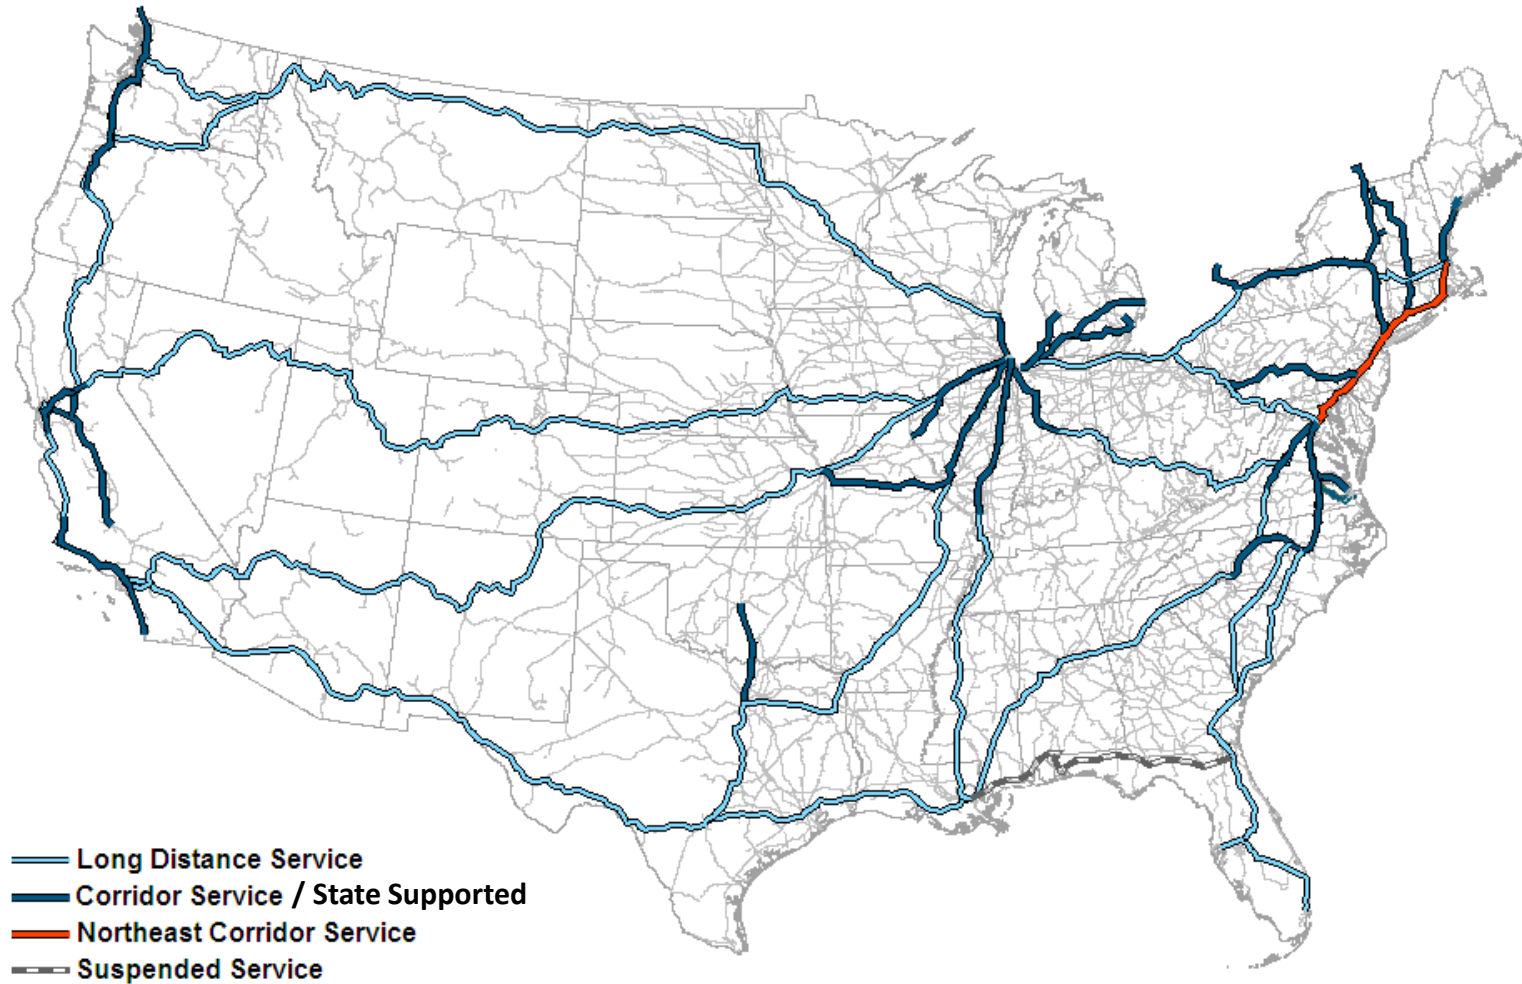 Long Distance Service
Corridor Service / State Supported
Northeast Corridor Service
Suspended Service